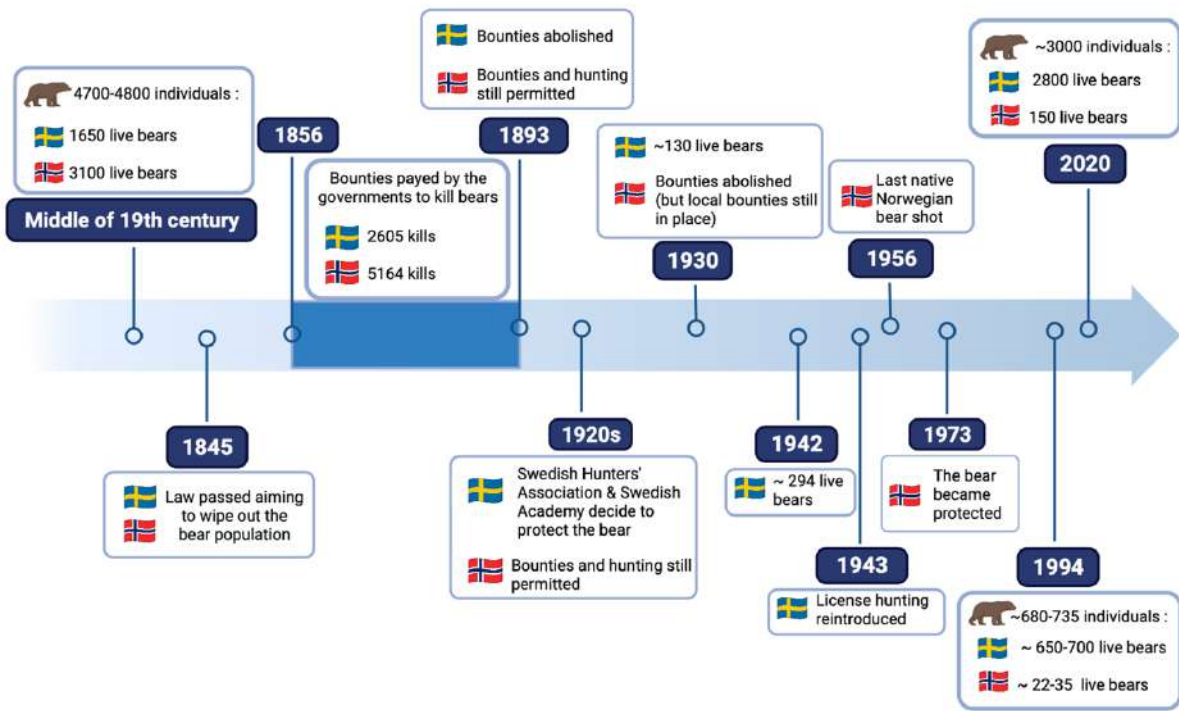 4700-4800 individuals :
1650 live bears
3100 live bears
Middle of 19th century
1845
Law passed aiming
to wipe out the
bear population
1856
Bounties payed by the
governments to kill bears
2605 kills
5164 kills
Bounties abolished
Bounties and hunting
still permitted
1893
1920s
Swedish Hunters'
Association & Swedish
Academy decide to
protect the bear
Bounties and hunting still
permitted
~130 live bears
Bounties abolished
(but local bounties still
in place)
1930
1942
~ 294 live
bears
1943
License hunting
reintroduced
Last native
Norwegian
bear shot
1956
1973
The bear
became
protected
1994
~680-735 individuals :
~ 650-700 live bears
~ 22-35 live bears
~3000 individuals :
2800 live bears
150 live bears
2020